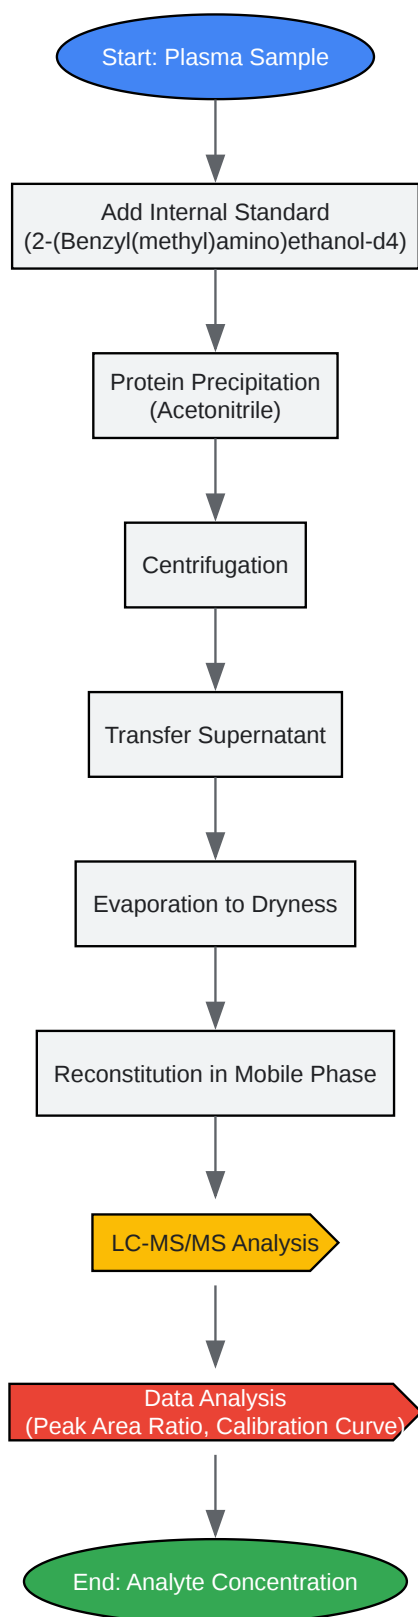 Start: Plasma Sample
Add Internal Standard
(2-(Benzyl(methyl)amino)ethanol-d4)
Protein Precipitation
(Acetonitrile)
Centrifugation
Transfer Supernatant
Evaporation to Dryness
Reconstitution in Mobile Phase
LC-MS/MS Analysis
Data Analysis
(Peak Area Ratio, Calibration Curve)
End: Analyte Concentration